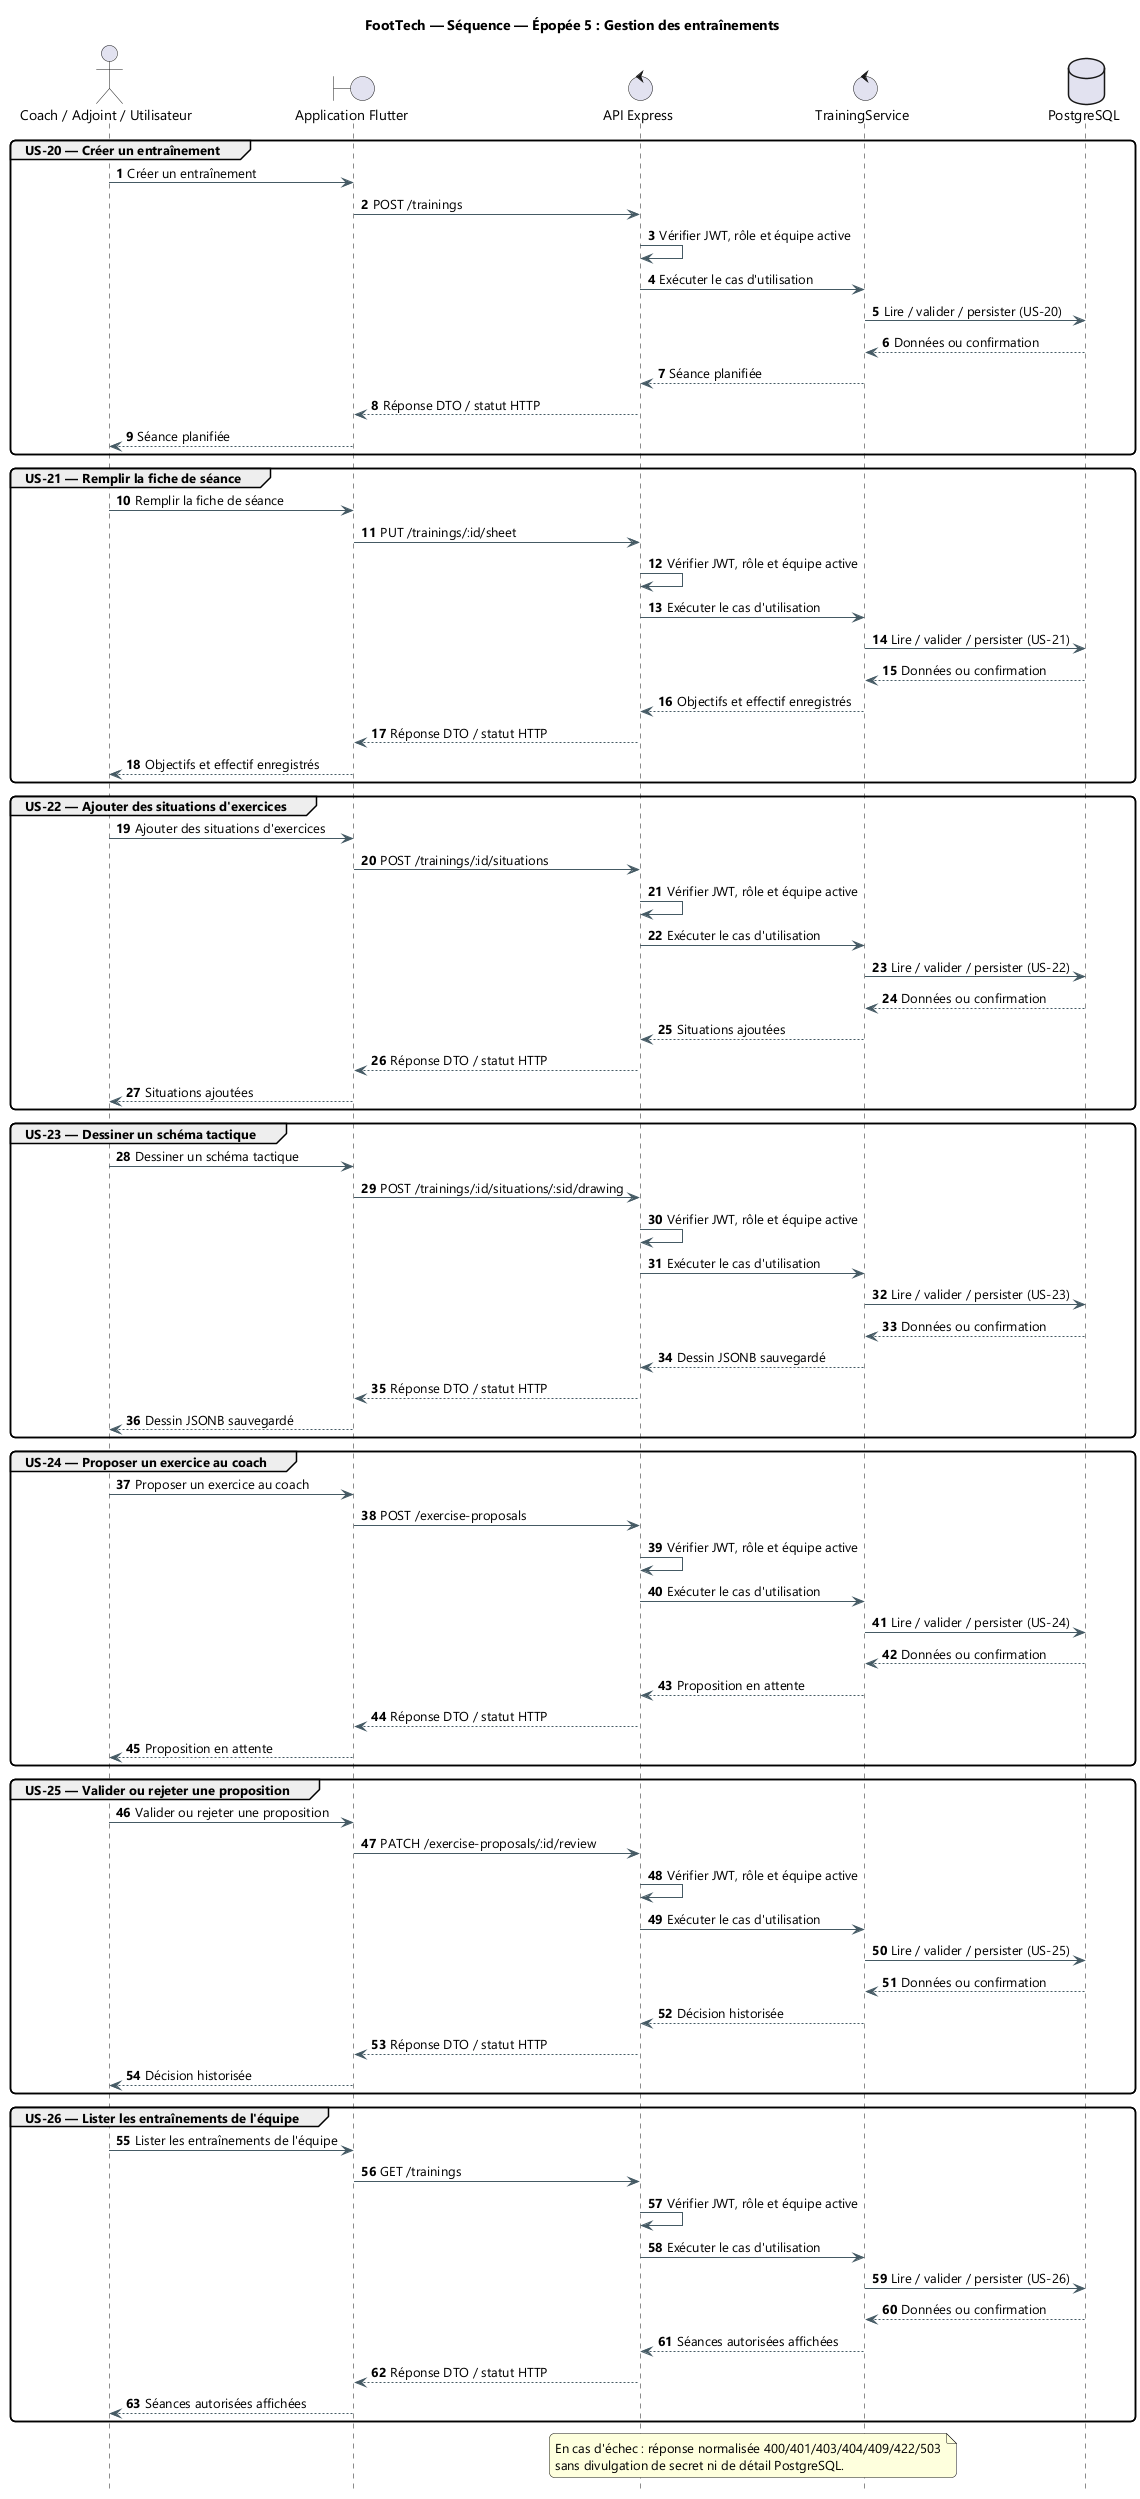 FootTech — Séquence — Épopée 5 : Gestion des entraînements
Coach / Adjoint / Utilisateur
Application Flutter
API Express
TrainingService
PostgreSQL
US-20 — Créer un entraînement
1 Créer un entraînement
2 POST /trainings
3 Vérifier JWT, rôle et équipe active
4 Exécuter le cas d'utilisation
5 Lire / valider / persister (US-20)
6 Données ou confirmation
7 Séance planifiée
8 Réponse DTO / statut HTTP
9 Séance planifiée
US-21 — Remplir la fiche de séance
10 Remplir la fiche de séance
11 PUT /trainings/:id/sheet
12 Vérifier JWT, rôle et équipe active
13 Exécuter le cas d'utilisation
14 Lire / valider / persister (US-21)
15 Données ou confirmation
16 Objectifs et effectif enregistrés
17 Réponse DTO / statut HTTP
18 Objectifs et effectif enregistrés
US-22 — Ajouter des situations d'exercices
19 Ajouter des situations d'exercices
20 POST /trainings/:id/situations
21 Vérifier JWT, rôle et équipe active
22 Exécuter le cas d'utilisation
23 Lire / valider / persister (US-22)
24 Données ou confirmation
25 Situations ajoutées
26 Réponse DTO / statut HTTP
27 Situations ajoutées
US-23 — Dessiner un schéma tactique
28 Dessiner un schéma tactique
29 POST /trainings/:id/situations/:sid/drawing
30 Vérifier JWT, rôle et équipe active
31 Exécuter le cas d'utilisation
32 Lire / valider / persister (US-23)
33 Données ou confirmation
34 Dessin JSONB sauvegardé
35 Réponse DTO / statut HTTP
36 Dessin JSONB sauvegardé
US-24 — Proposer un exercice au coach
37 Proposer un exercice au coach
38 POST /exercise-proposals
39 Vérifier JWT, rôle et équipe active
40 Exécuter le cas d'utilisation
41 Lire / valider / persister (US-24)
42 Données ou confirmation
43 Proposition en attente
44 Réponse DTO / statut HTTP
45 Proposition en attente
US-25 — Valider ou rejeter une proposition
46 Valider ou rejeter une proposition
47 PATCH /exercise-proposals/:id/review
48 Vérifier JWT, rôle et équipe active
49 Exécuter le cas d'utilisation
50 Lire / valider / persister (US-25)
51 Données ou confirmation
52 Décision historisée
53 Réponse DTO / statut HTTP
54 Décision historisée
US-26 — Lister les entraînements de l'équipe
55 Lister les entraînements de l'équipe
56 GET /trainings
57 Vérifier JWT, rôle et équipe active
58 Exécuter le cas d'utilisation
59 Lire / valider / persister (US-26)
60 Données ou confirmation
61 Séances autorisées affichées
62 Réponse DTO / statut HTTP
63 Séances autorisées affichées
En cas d'échec : réponse normalisée 400/401/403/404/409/422/503
sans divulgation de secret ni de détail PostgreSQL.